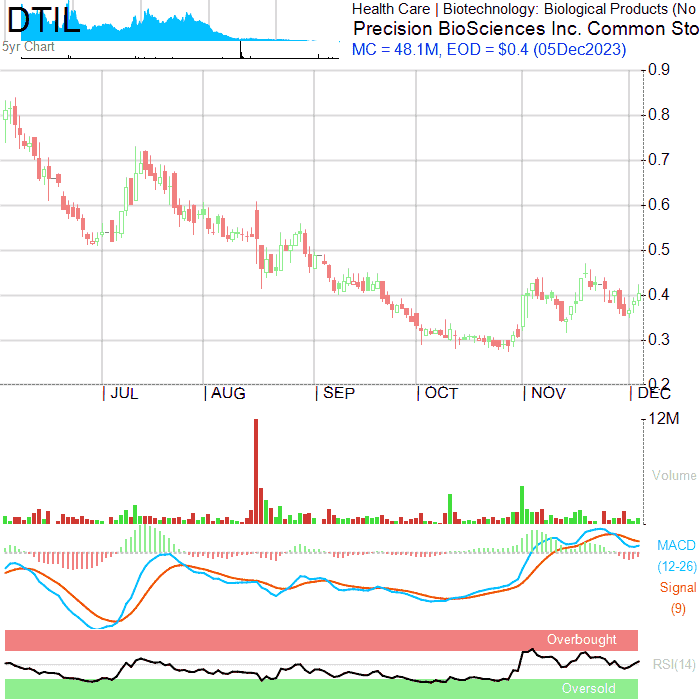 DTIL
5yr Chart
Health Care | Biotechnology: Biological Products (No
Precision BioSciences Inc. Common Sto
MC = 48.1M, EOD = $0.4 (05Dec2023)
0.9
0.8
0.7
0.6
0.5
0.4
0.3
0.2
JUL AUG SEP OCT NOV DEC
12M
Volume
MACD
(12-26)
Signal
(9)
Overbought
RSI(14)
Oversold